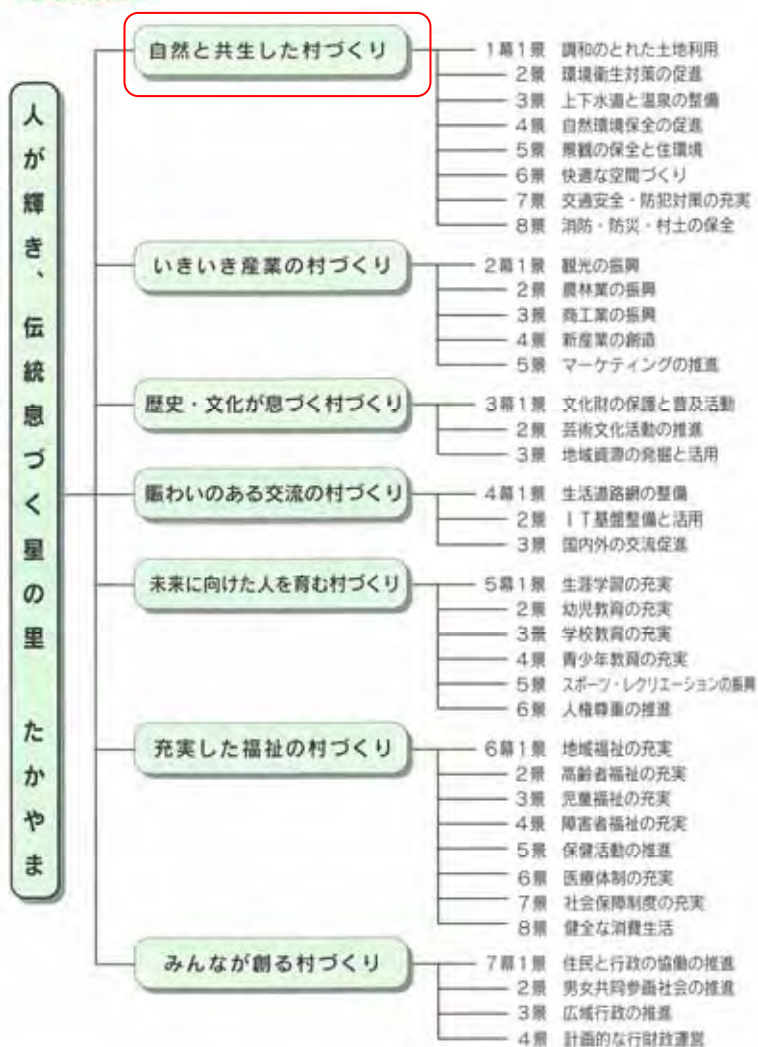 人が輝き、伝統息づく星の里 たかやま
自然と共生した村づくり
1幕1景 調和のとれた土地利用
2景 環境衛生対策の促進
3景 上下水道と温泉の整備
4景 自然環境保全の促進
5景 景観の保全と住環境
6景 快適な空間づくり
7景 交通安全・防犯対策の充実
8景 消防・防災・村土の保全
いきいき産業の村づくり
2幕1景 観光の振興
2景 農林業の振興
3景 商工業の振興
4景 新産業の創造
5景 マーケティングの推進
歴史・文化が息づく村づくり
3幕1景 文化財の保護と普及活動
2景 芸術文化活動の推進
3景 地域資源の発掘と活用
賑わいのある交流の村づくり
4幕1景 生活道路網の整備
2景 IT基盤整備と活用
3景 国内外の交流促進
未来に向けた人を育む村づくり
5幕1景 生涯学習の充実
2景 幼児教育の充実
3景 学校教育の充実
4景 青少年教育の充実
5景 スポーツ・レクリエーションの振興
6景 人権尊重の推進
充実した福祉の村づくり
6幕1景 地域福祉の充実
2景 高齢者福祉の充実
3景 児童福祉の充実
4景 障害者福祉の充実
5景 保健活動の推進
6景 医療体制の充実
7景 社会保障制度の充実
8景 健全な消費生活
みんなが創る村づくり
7幕1景 住民と行政の協働の推進
2景 男女共同参画社会の推進
3景 広域行政の推進
4景 計画的な行財政運営